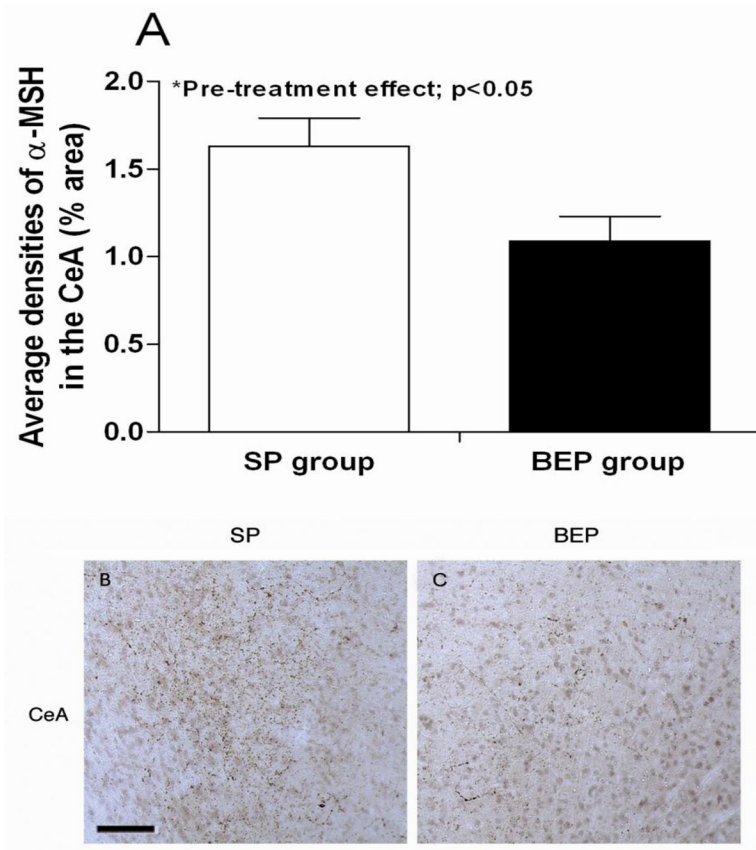 A
*Pre-treatment effect; p<0.05
Average densities of α-MSH
in the CeA (% area)
2.0
1.5
1.0
0.5
0.0
SP group
BEP group
SP
BEP
B
C
CeA